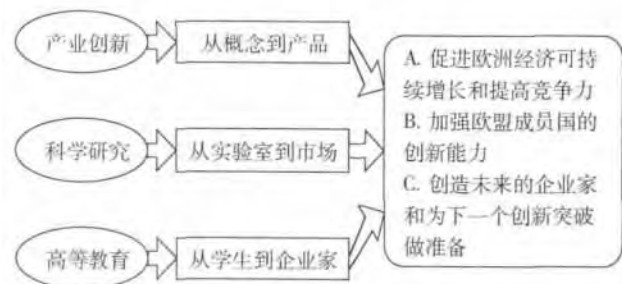 产业创新
从概念到产品
科学研究
从实验室到市场
高等教育
从学生到企业家
A. 促进欧洲经济可持
续增长和提高竞争力
B. 加强欧盟成员国的
创新能力
C. 创造未来的企业家
和为下一个创新突破
做准备